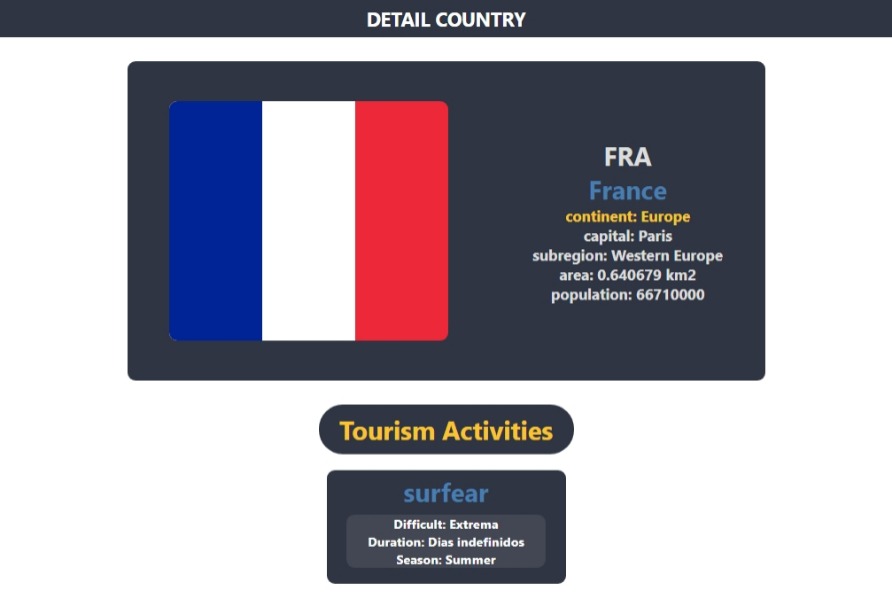 DETAIL COUNTRY
FRA
France
continent: Europe
capital: Paris
subregion: Western Europe
area: 0.640679 km2
population: 66710000
Tourism Activities
surfear
Difficult: Extrema
Duration: Dias indefinidos
Season: Summer